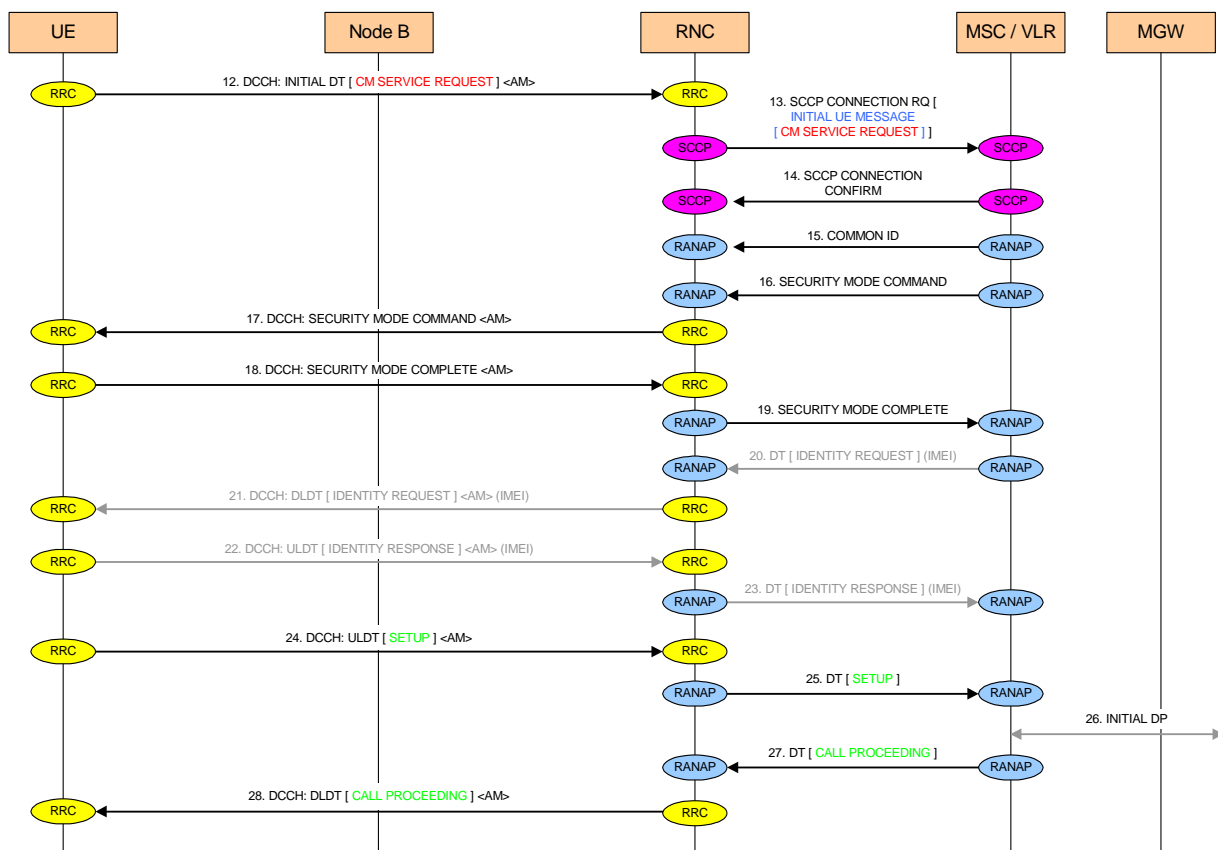 UE
Node B
RNC
MSC / VLR
MGW
12. DCCH: INITIAL DT [ CM SERVICE REQUEST ] <AM>
RRC
RRC
13. SCCP CONNECTION RQ [
INITIAL UE MESSAGE
[ CM SERVICE REQUEST ] ]
SCCP
SCCP
14. SCCP CONNECTION
CONFIRM
SCCP
SCCP
15. COMMON ID
RANAP
RANAP
16. SECURITY MODE COMMAND
RANAP
RANAP
17. DCCH: SECURITY MODE COMMAND <AM>
RRC
RRC
18. DCCH: SECURITY MODE COMPLETE <AM>
RRC
RRC
19. SECURITY MODE COMPLETE
RANAP
RANAP
20. DT [ IDENTITY REQUEST ] (IMEI)
RANAP
RANAP
21. DCCH: DLDT [ IDENTITY REQUEST ] <AM> (IMEI)
RRC
RRC
22. DCCH: ULDT [ IDENTITY RESPONSE ] <AM> (IMEI)
RRC
RRC
23. DT [ IDENTITY RESPONSE ] (IMEI)
RANAP
RANAP
24. DCCH: ULDT [ SETUP ] <AM>
RRC
RRC
25. DT [ SETUP ]
RANAP
RANAP
26. INITIAL DP
27. DT [ CALL PROCEEDING ]
RANAP
RANAP
28. DCCH: DLDT [ CALL PROCEEDING ] <AM>
RRC
RRC